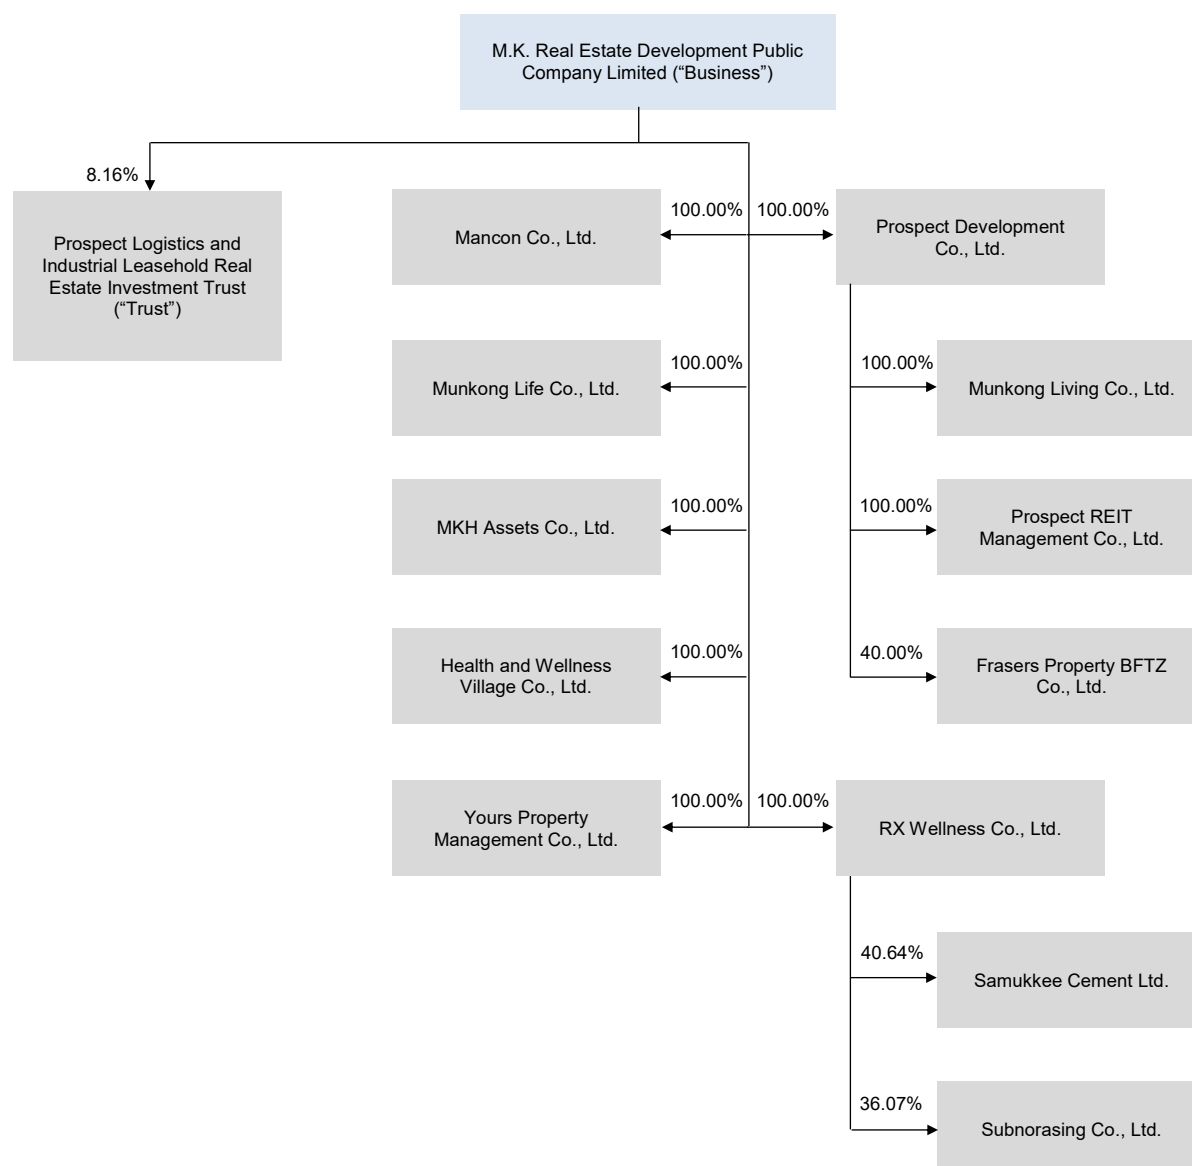 M.K. Real Estate Development Public
Company Limited (“Business”)
8.16%
Prospect Logistics and
Industrial Leasehold Real
Estate Investment Trust
(“Trust”)
Mancon Co., Ltd.
100.00%
100.00%
Prospect Development
Co., Ltd.
Munkong Life Co., Ltd.
100.00%
100.00%
Munkong Living Co., Ltd.
MKH Assets Co., Ltd.
100.00%
100.00%
Prospect REIT
Management Co., Ltd.
Health and Wellness
Village Co., Ltd.
100.00%
40.00%
Frasers Property BFTZ
Co., Ltd.
Yours Property
Management Co., Ltd.
100.00%
100.00%
RX Wellness Co., Ltd.
40.64%
Samukkee Cement Ltd.
36.07%
Subnorasing Co., Ltd.